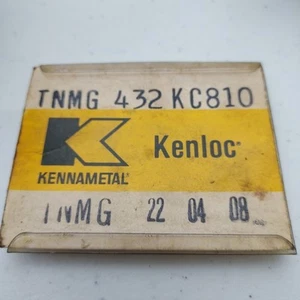 TNMG 432 KC810
Kenloc®
KENNAMETAL®
TNMG 22 04 08